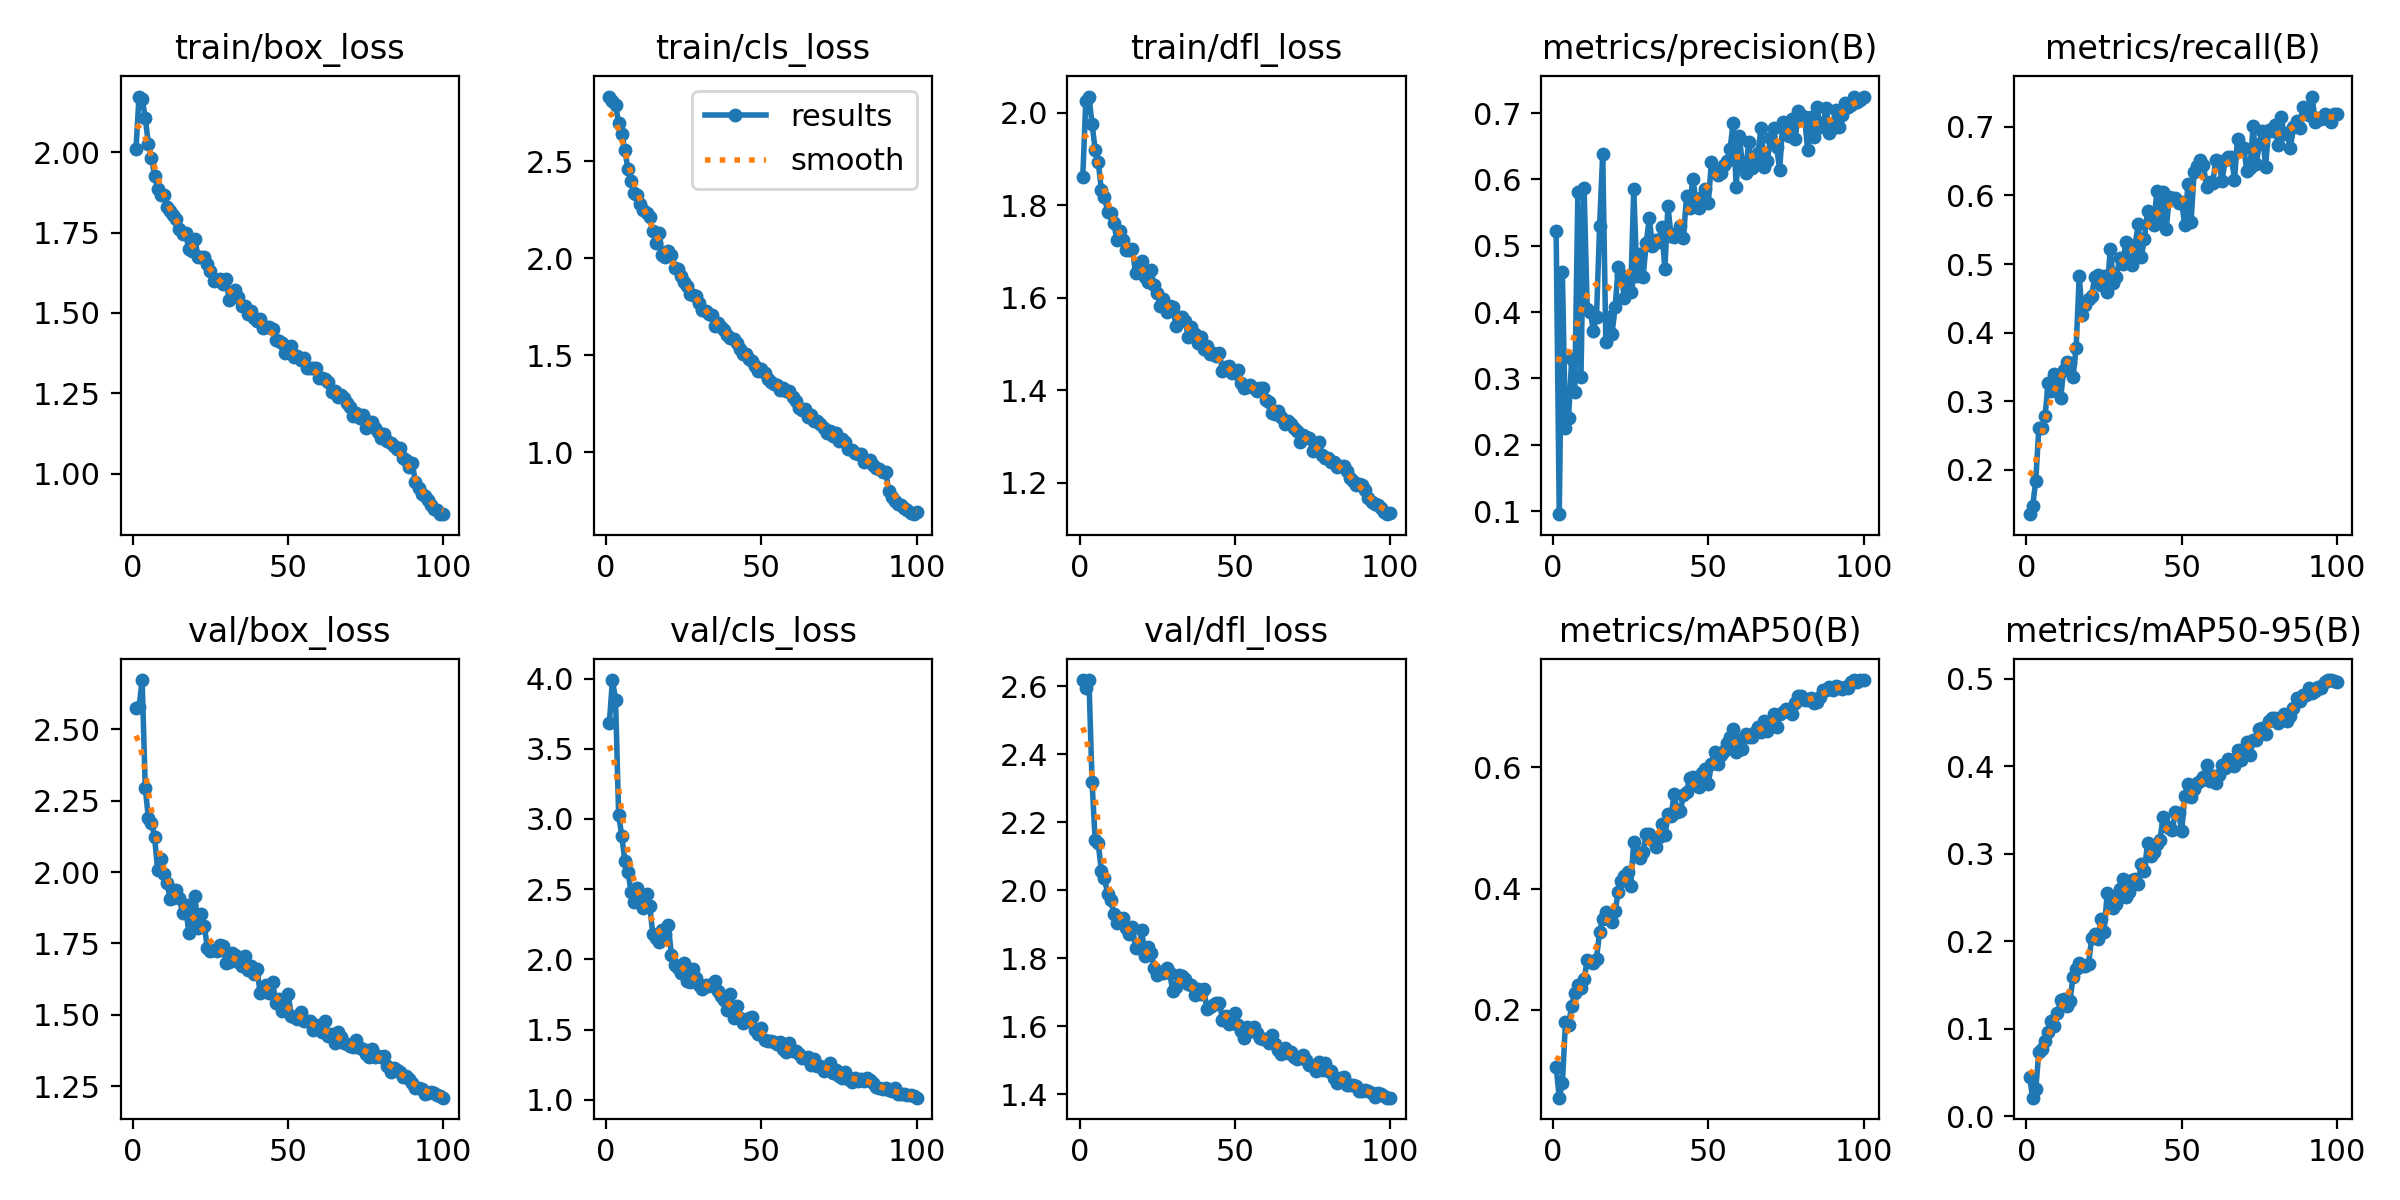 train/box_loss
train/cls_loss
train/dfl_loss
metrics/precision(B)
metrics/recall(B)
results
smooth
2.00
1.75
1.50
1.25
1.00
0 50 100
2.5
2.0
1.5
1.0
0 50 100
2.0
1.8
1.6
1.4
1.2
0 50 100
0.7
0.6
0.5
0.4
0.3
0.2
0.1
0 50 100
0.7
0.6
0.5
0.4
0.3
0.2
0 50 100
val/box_loss
val/cls_loss
val/dfl_loss
metrics/mAP50(B)
metrics/mAP50-95(B)
2.50
2.25
2.00
1.75
1.50
1.25
0 50 100
4.0
3.5
3.0
2.5
2.0
1.5
1.0
0 50 100
2.6
2.4
2.2
2.0
1.8
1.6
1.4
0 50 100
0.6
0.4
0.2
0 50 100
0.5
0.4
0.3
0.2
0.1
0.0
0 50 100